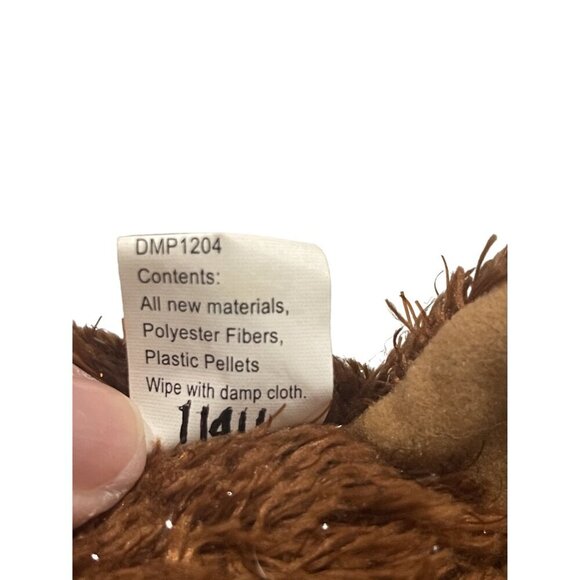 DMP1204
Contents:
All new materials,
Polyester Fibers,
Plastic Pellets
Wipe with damp cloth.